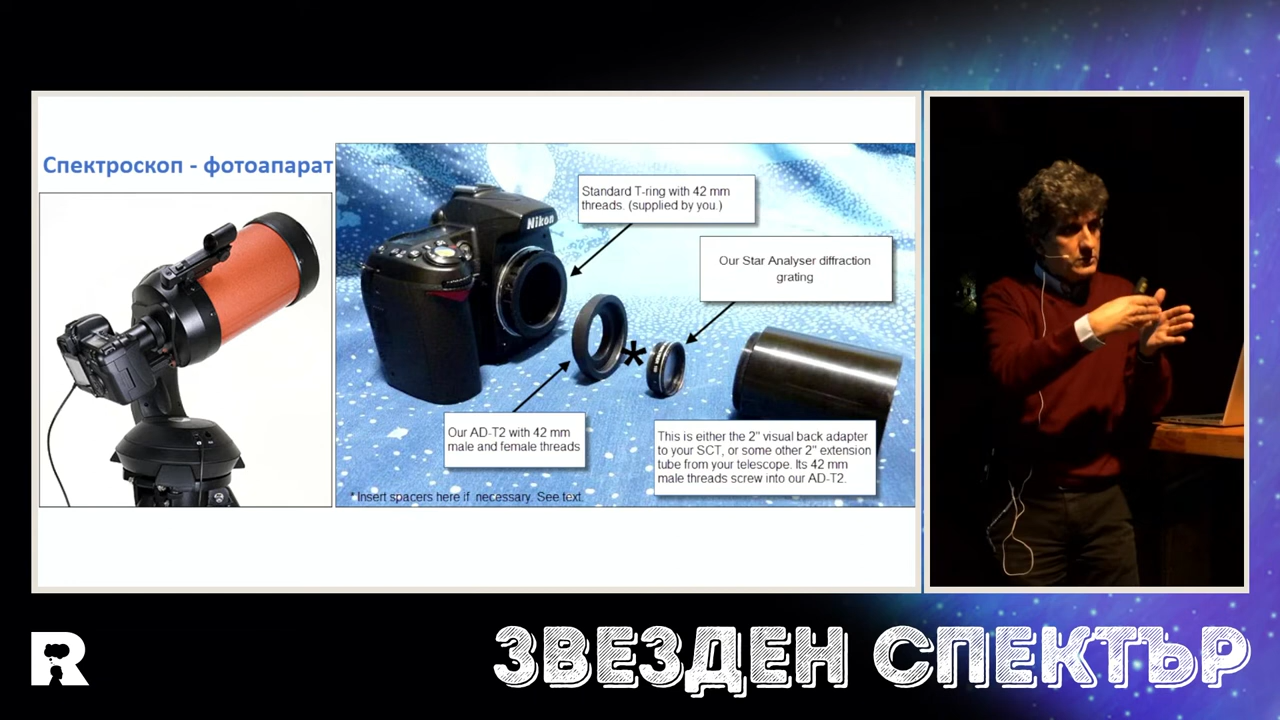 Спектроскоп - фотоапарат
Nikon
Standard T-ring with 42 mm
threads. (supplied by you.)
Our Star Analyser diffraction
grating
Our AD-T2 with 42 mm
male and female threads
This is either the 2" visual back adapter
to your SCT, or some other 2" extension
tube from your telescope. Its 42 mm
male threads screw into our AD-T2.
* Insert spacers here if necessary. See text.
*
R
ЗВЕЗДЕН СПЕКТЪР